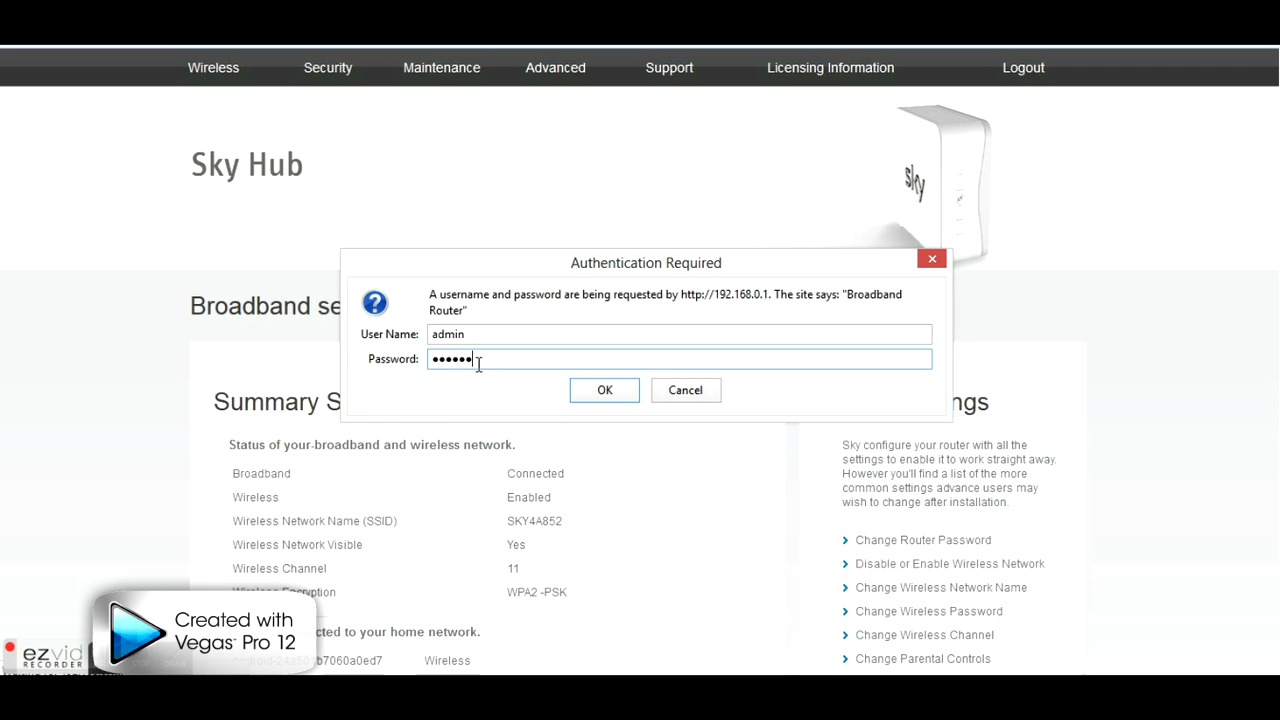 Wireless Security Maintenance Advanced Support Licensing Information Logout
Sky Hub
sky
Authentication Required
A username and password are being requested by http://192.168.0.1. The site says: "Broadband
Router"
User Name: admin
Password: ••••••
OK Cancel
Broadband se
Summary S
ngs
Status of your broadband and wireless network.
Broadband Connected
Wireless Enabled
Wireless Network Name (SSID) SKY4A852
Wireless Network Visible Yes
Wireless Channel 11
Wireless Encryption WPA2 -PSK
cted to your home network.
Wireless
Sky configure your router with all the
settings to enable it to work straight away.
However you'll find a list of the more
common settings advance users may
wish to change after installation.
Change Router Password
Disable or Enable Wireless Network
Change Wireless Network Name
Change Wireless Password
Change Wireless Channel
Change Parental Controls
Created with
Vegas™ Pro 12
ezvid
RECORDER